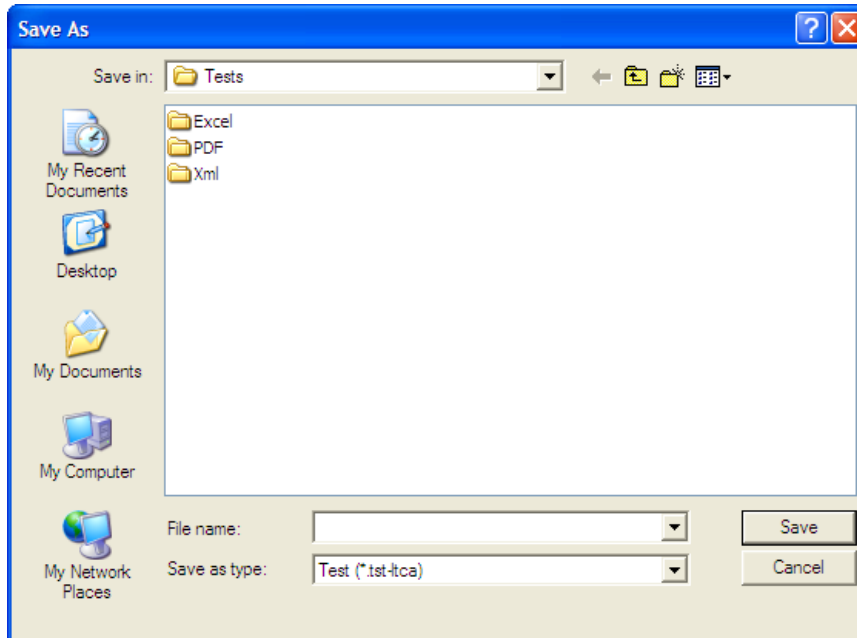 Save As
Save in: Tests
Excel
PDF
Xml
My Recent
Documents
Desktop
My Documents
My Computer
My Network
Places
File name:
Save
Save as type: Test (*.tst-ltca)
Cancel